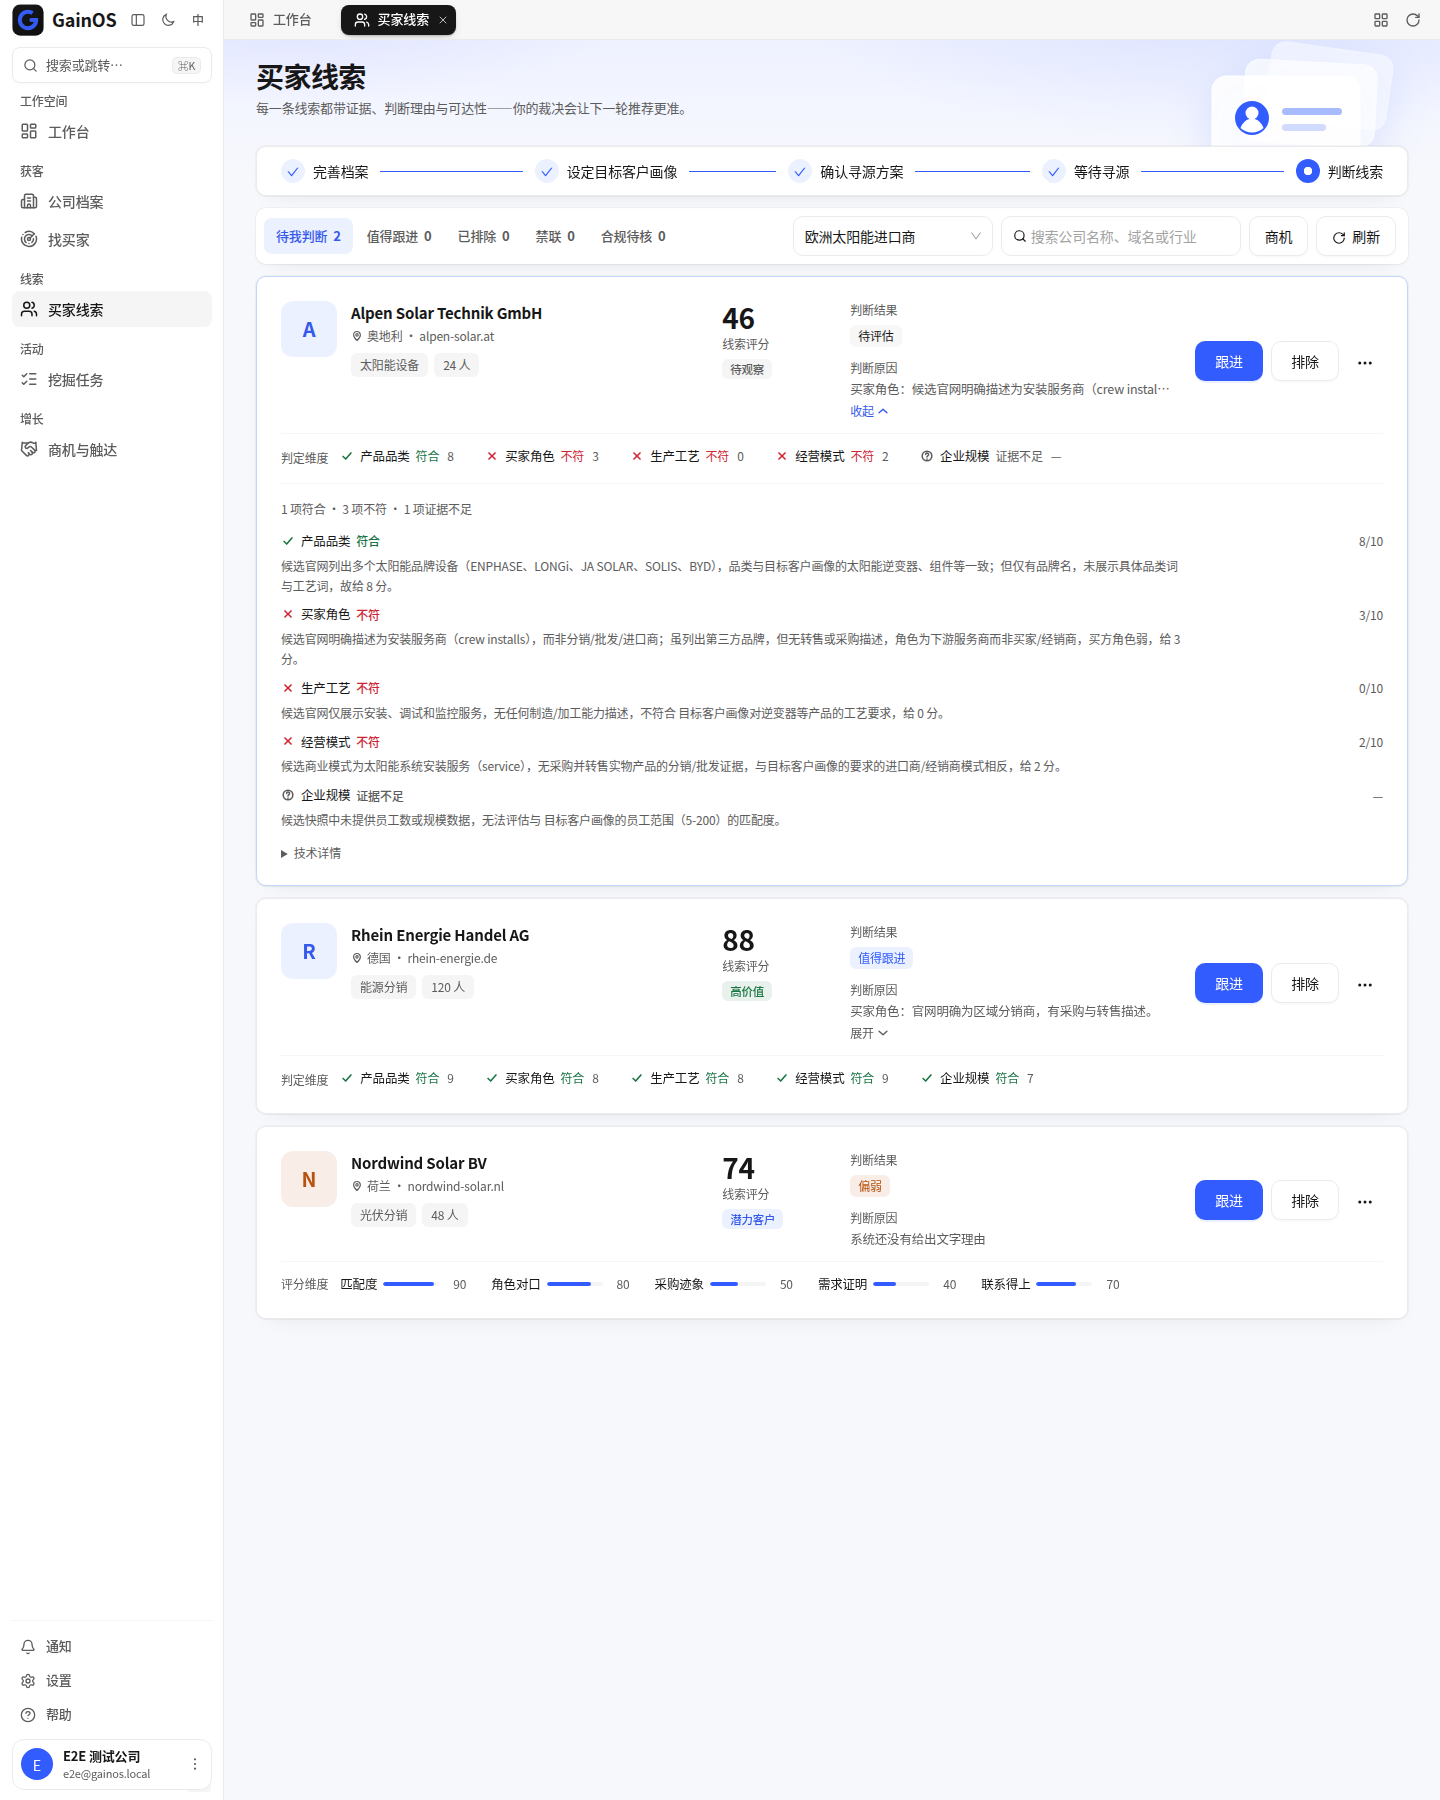 GainOS
中
搜索或跳转…
⌘K
工作空间
工作台
获客
公司档案
找买家
线索
买家线索
活动
挖掘任务
增长
商机与触达
通知
设置
帮助
E
E2E 测试公司
e2e@gainos.local
工作台
买家线索
买家线索
每一条线索都带证据、判断理由与可达性——你的裁决会让下一轮推荐更准。
完善档案
设定目标客户画像
确认寻源方案
等待寻源
判断线索
待我判断 2
值得跟进 0
已排除 0
禁联 0
合规待核 0
欧洲太阳能进口商
搜索公司名称、域名或行业
商机
刷新
A
Alpen Solar Technik GmbH
奥地利 · alpen-solar.at
太阳能设备
24 人
46
线索评分
待观察
判断结果
待评估
判断原因
买家角色：候选官网明确描述为安装服务商（crew instal…
收起
跟进
排除
判定维度
产品品类 符合 8
买家角色 不符 3
生产工艺 不符 0
经营模式 不符 2
企业规模 证据不足 —
1 项符合 · 3 项不符 · 1 项证据不足
产品品类 符合
8/10
候选官网列出多个太阳能品牌设备（ENPHASE、LONGi、JA SOLAR、SOLIS、BYD），品类与目标客户画像的太阳能逆变器、组件等一致；但仅有品牌名，未展示具体品类词
与工艺词，故给 8 分。
买家角色 不符
3/10
候选官网明确描述为安装服务商（crew installs），而非分销/批发/进口商；虽列出第三方品牌，但无转售或采购描述，角色为下游服务商而非买家/经销商，买方角色弱，给 3
分。
生产工艺 不符
0/10
候选官网仅展示安装、调试和监控服务，无任何制造/加工能力描述，不符合 目标客户画像对逆变器等产品的工艺要求，给 0 分。
经营模式 不符
2/10
候选商业模式为太阳能系统安装服务（service），无采购并转售实物产品的分销/批发证据，与目标客户画像的要求的进口商/经销商模式相反，给 2 分。
企业规模 证据不足
—
候选快照中未提供员工数或规模数据，无法评估与 目标客户画像的员工范围（5-200）的匹配度。
技术详情
R
Rhein Energie Handel AG
德国 · rhein-energie.de
能源分销
120 人
88
线索评分
高价值
判断结果
值得跟进
判断原因
买家角色：官网明确为区域分销商，有采购与转售描述。
展开
跟进
排除
判定维度
产品品类 符合 9
买家角色 符合 8
生产工艺 符合 8
经营模式 符合 9
企业规模 符合 7
N
Nordwind Solar BV
荷兰 · nordwind-solar.nl
光伏分销
48 人
74
线索评分
潜力客户
判断结果
偏弱
判断原因
系统还没有给出文字理由
跟进
排除
评分维度
匹配度 90
角色对口 80
采购迹象 50
需求证明 40
联系得上 70